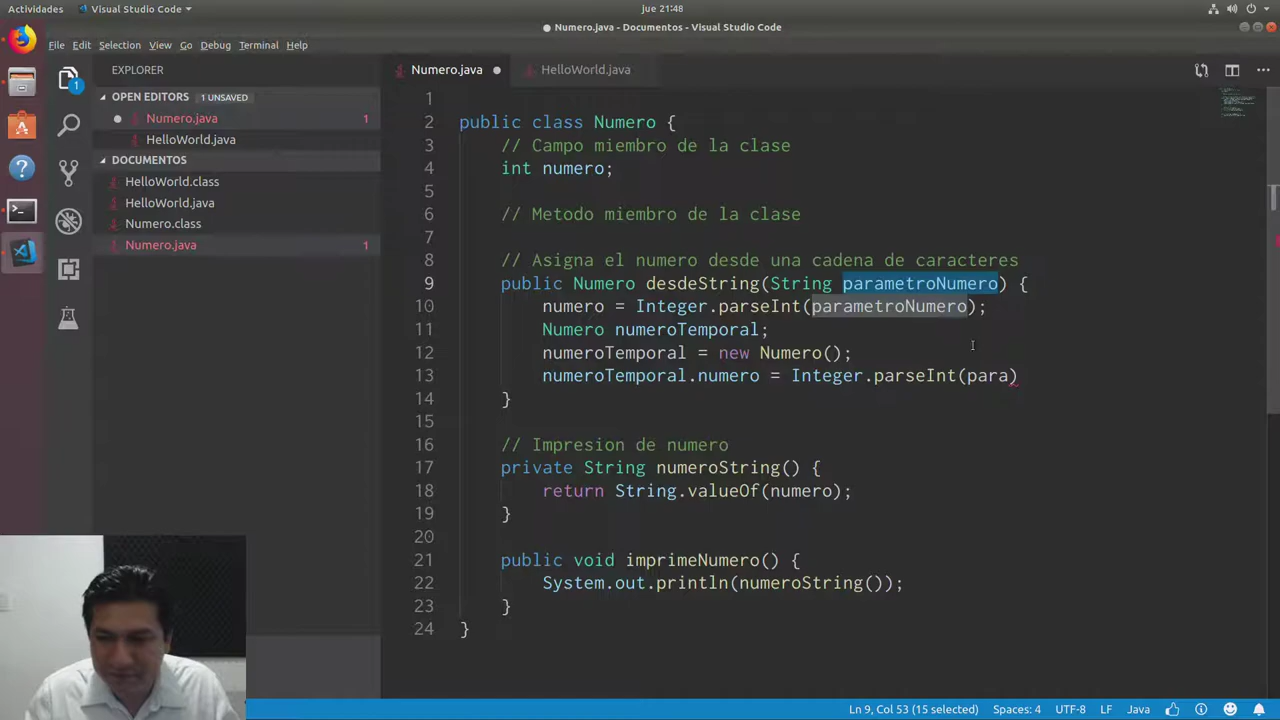 Actividades Visual Studio Code jue 21:48
Numero.java - Documentos - Visual Studio Code
File Edit Selection View Go Debug Terminal Help
EXPLORER
OPEN EDITORS 1 UNSAVED
Numero.java 1
HelloWorld.java
DOCUMENTOS
HelloWorld.class
HelloWorld.java
Numero.class
Numero.java 1
1
Numero.java HelloWorld.java
1
2 public class Numero {
3 // Campo miembro de la clase
4 int numero;
5
6 // Metodo miembro de la clase
7
8 // Asigna el numero desde una cadena de caracteres
9 public Numero desdeString(String parametroNumero) {
10 numero = Integer.parseInt(parametroNumero);
11 Numero numeroTemporal;
12 numeroTemporal = new Numero();
13 numeroTemporal.numero = Integer.parseInt(para)
14 }
15
16 // Impresion de numero
17 private String numeroString() {
18 return String.valueOf(numero);
19 }
20
21 public void imprimeNumero() {
22 System.out.println(numeroString());
23 }
24 }
Ln 9, Col 53 (15 selected) Spaces: 4 UTF-8 LF Java